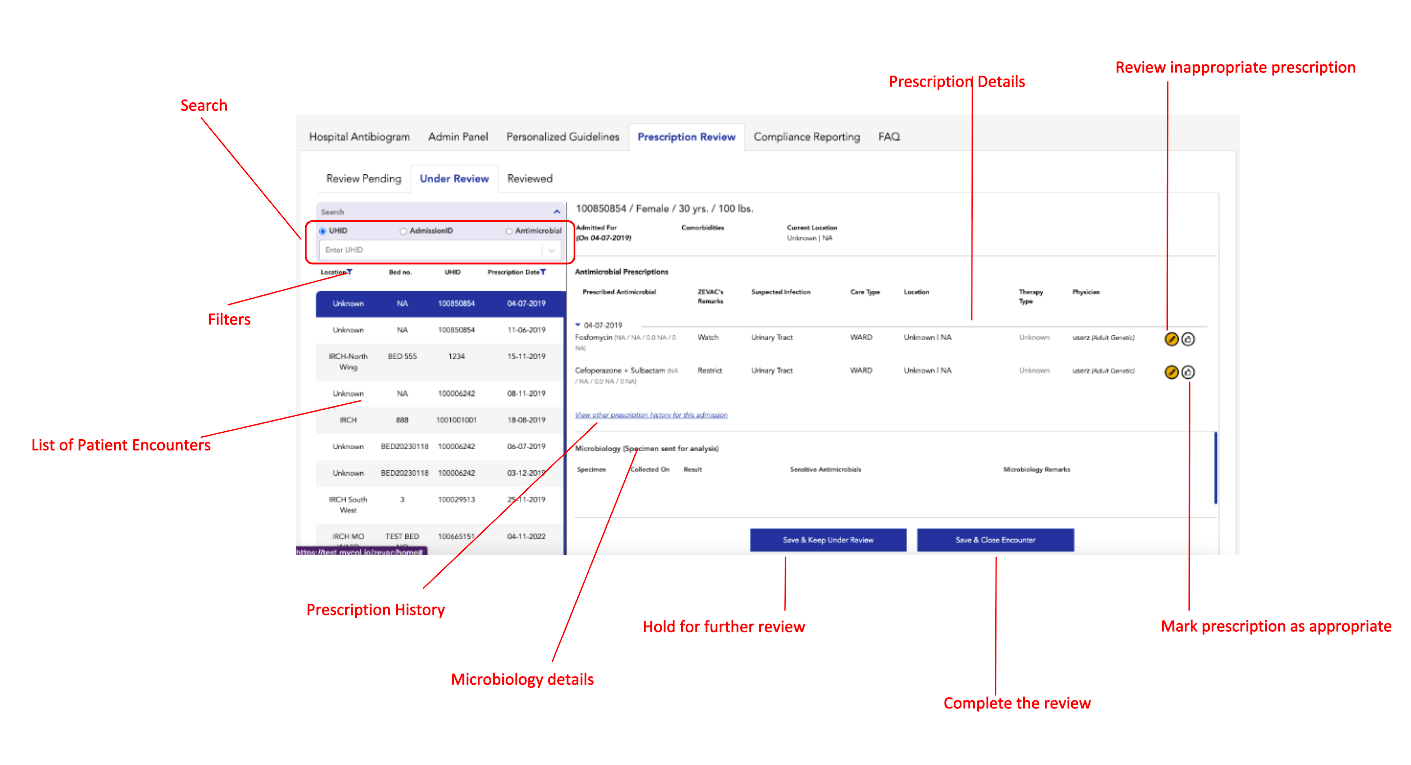 Review inappropriate prescription
Prescription Details
Search
Hospital Antibiogram Admin Panel Personalized Guidelines Prescription Review Compliance Reporting FAQ
Review Pending Under Review Reviewed
Search
UHID AdmissionID Antimicrobial
Enter UHID
Location Bed no. UHID Prescription Date
Unknown NA 100850854 04-07-2019
Unknown NA 100850854 11-06-2019
IRCH-North Wing BED 555 1234 15-11-2019
Unknown NA 100006242 08-11-2019
IRCH 888 1001001001 18-08-2019
Unknown BED20230118 100006242 06-07-2019
Unknown BED20230118 100006242 03-12-2019
IRCH South West 3 100029513 25-11-2019
IRCH MO TEST BED 100665151 04-11-2022
https://test.mycol.io/revac/home#
100850854 / Female / 30 yrs. / 100 lbs.
Admitted For Comorbidities Current Location
(On 04-07-2019) Unknown | NA
Antimicrobial Prescriptions
Prescribed Antimicrobial ZEVAC's Remarks Suspected Infection Care Type Location Therapy Type Physician
04-07-2019
Fosfomycin (NA / NA / 0.0 NA / 0 NA) Watch Urinary Tract WARD Unknown | NA Unknown userz (Adult Genetic)
Cefoperazone + Sulbactam (NA / NA / 0.0 NA / 0 NA) Restrict Urinary Tract WARD Unknown | NA Unknown userz (Adult Genetic)
View other prescription history for this admission
Microbiology (Specimen sent for analysis)
Specimen Collected On Result Sensitive Antimicrobials Microbiology Remarks
Save & Keep Under Review Save & Close Encounter
Filters
List of Patient Encounters
Prescription History
Hold for further review
Mark prescription as appropriate
Microbiology details
Complete the review